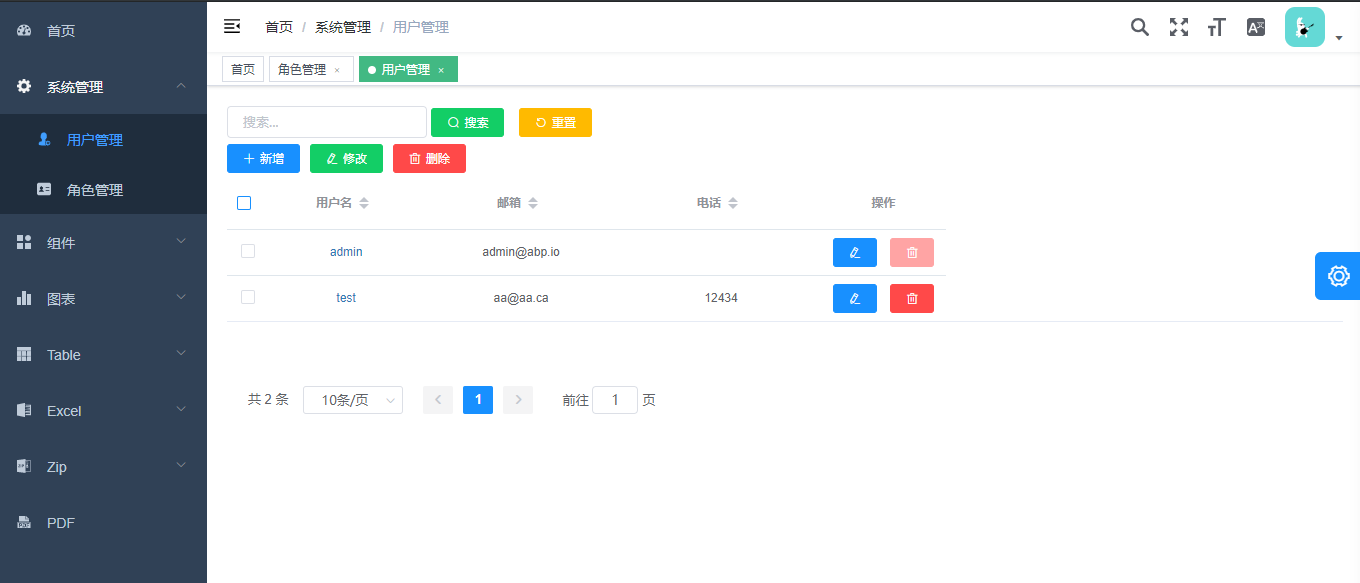 首页
系统管理
用户管理
角色管理
组件
图表
Table
Excel
Zip
PDF
首页 / 系统管理 / 用户管理
首页 角色管理 × 用户管理 ×
搜索... 搜索 重置
新增 修改 删除
用户名 邮箱 电话 操作
admin admin@abp.io
test aa@aa.ca 12434
共 2 条 10条/页 1 前往 1 页